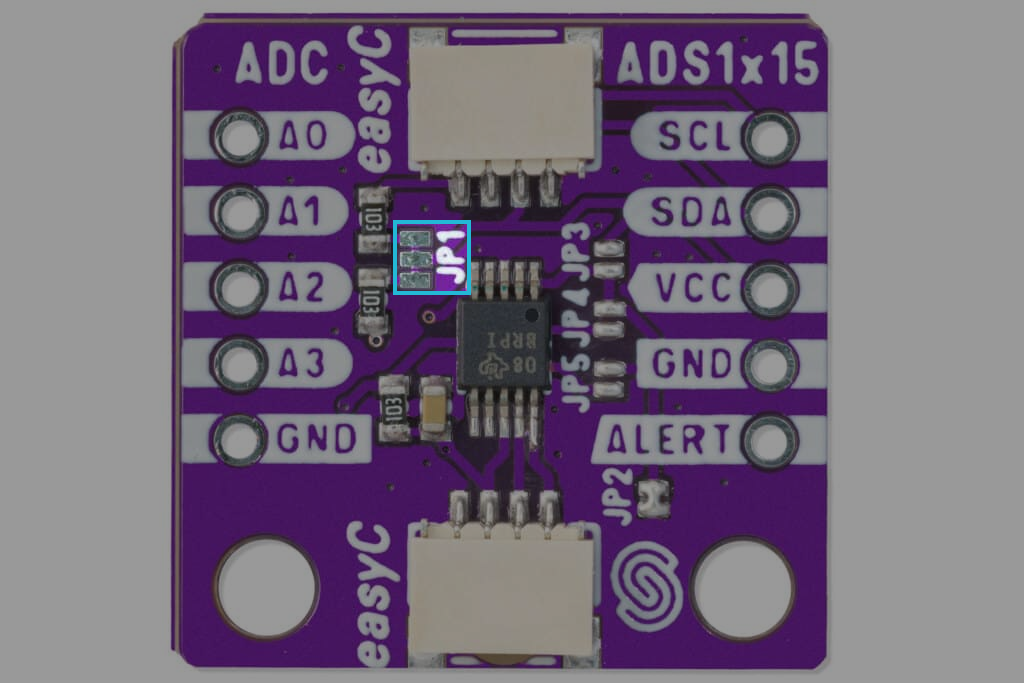 ADC
easyC
ADS1x15
A0
SCL
A1
SDA
103
JP1
JP3
A2
VCC
103
JP4
08
BRPI
A3
GND
JP5
103
GND
ALERT
JP2
easyC